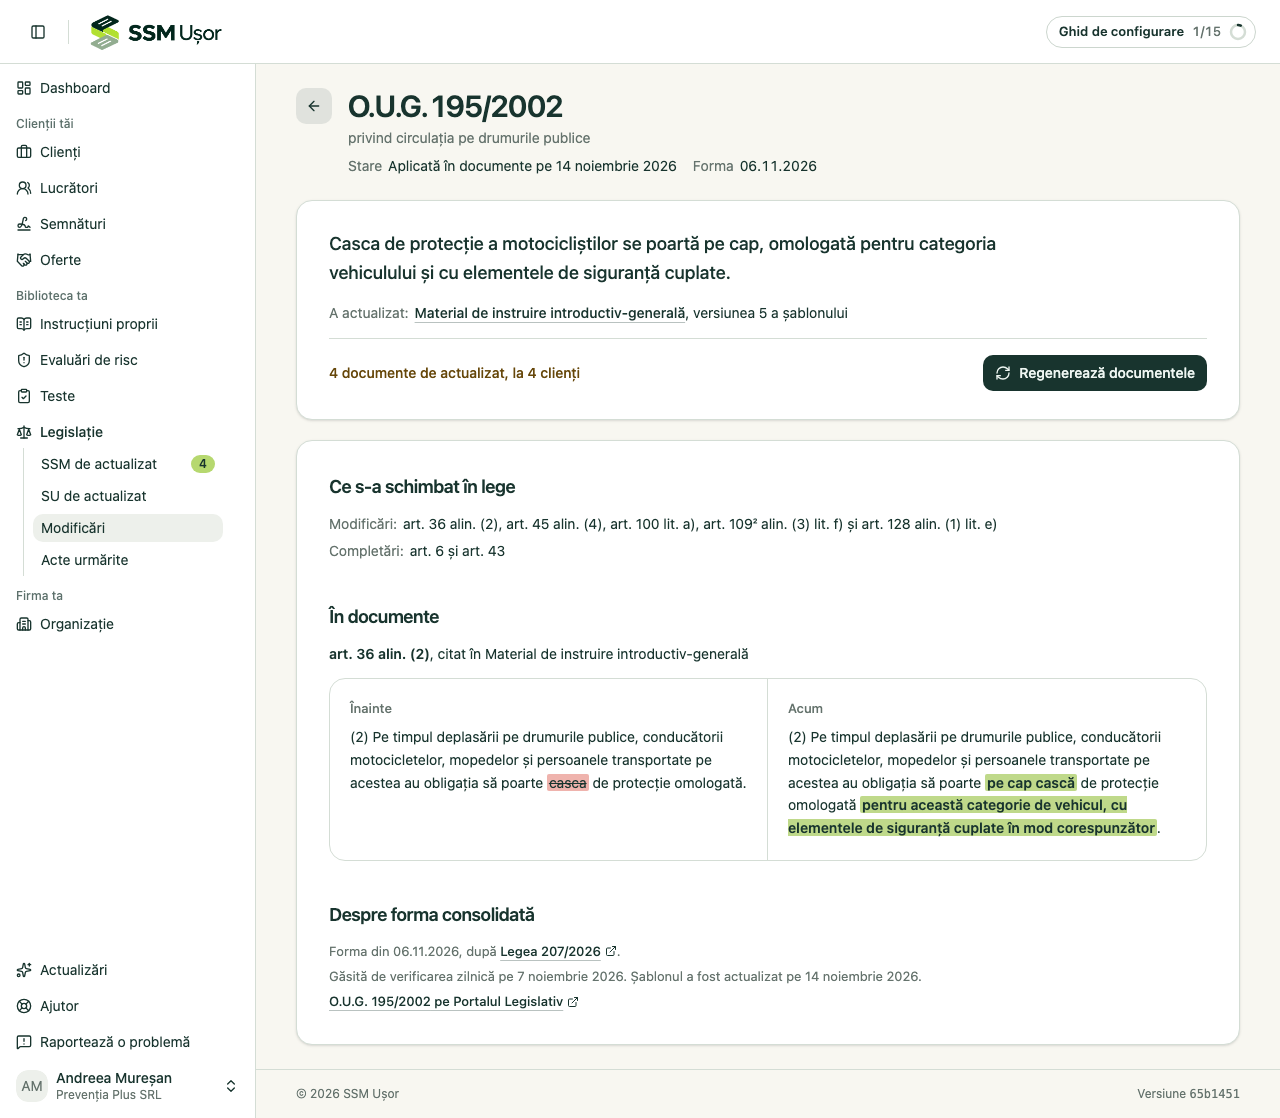 SSM Ușor
Ghid de configurare 1/15
Dashboard
Clienții tăi
Clienți
Lucrători
Semnături
Oferte
Biblioteca ta
Instrucțiuni proprii
Evaluări de risc
Teste
Legislație
SSM de actualizat 4
SU de actualizat
Modificări
Acte urmărite
Firma ta
Organizație
Actualizări
Ajutor
Raportează o problemă
AM
Andreea Mureșan
Prevenția Plus SRL
O.U.G. 195/2002
privind circulația pe drumurile publice
Stare Aplicată în documente pe 14 noiembrie 2026 Forma 06.11.2026
Casca de protecție a motocicliștilor se poartă pe cap, omologată pentru categoria
vehiculului și cu elementele de siguranță cuplate.
A actualizat: Material de instruire introductiv-generală, versiunea 5 a șablonului
4 documente de actualizat, la 4 clienți
Regenerează documentele
Ce s-a schimbat în lege
Modificări: art. 36 alin. (2), art. 45 alin. (4), art. 100 lit. a), art. 109² alin. (3) lit. f) și art. 128 alin. (1) lit. e)
Completări: art. 6 și art. 43
În documente
art. 36 alin. (2), citat în Material de instruire introductiv-generală
Înainte
(2) Pe timpul deplasării pe drumurile publice, conducătorii
motocicletelor, mopedelor și persoanele transportate pe
acestea au obligația să poarte casca de protecție omologată.
Acum
(2) Pe timpul deplasării pe drumurile publice, conducătorii
motocicletelor, mopedelor și persoanele transportate pe
acestea au obligația să poarte pe cap cască de protecție
omologată pentru această categorie de vehicul, cu
elementele de siguranță cuplate în mod corespunzător.
Despre forma consolidată
Forma din 06.11.2026, după Legea 207/2026.
Găsită de verificarea zilnică pe 7 noiembrie 2026. Șablonul a fost actualizat pe 14 noiembrie 2026.
O.U.G. 195/2002 pe Portalul Legislativ
© 2026 SSM Ușor
Versiune 65b1451